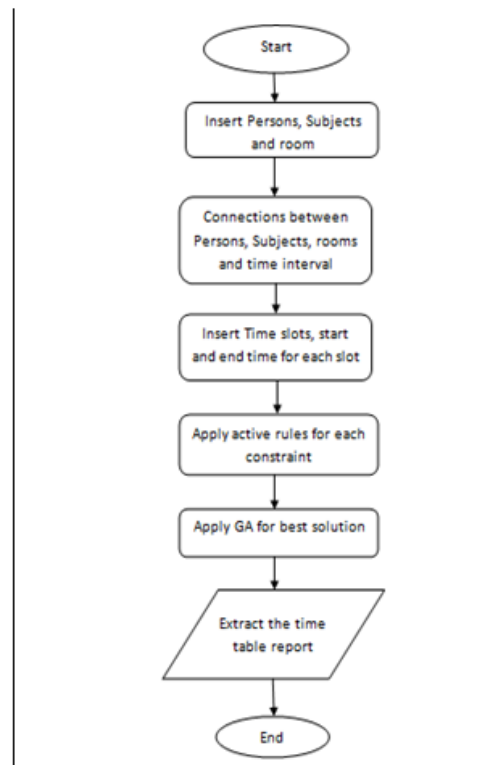 Start
Insert Persons, Subjects
and room
Connections between
Persons, Subjects, rooms
and time interval
Insert Time slots, start
and end time for each slot
Apply active rules for each
constraint
Apply GA for best solution
Extract the time
table report
End